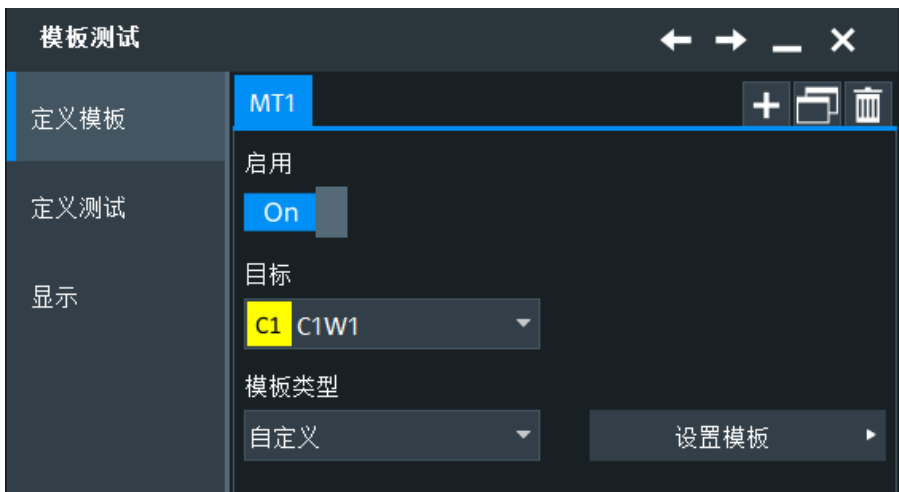 模板测试
定义模板
定义测试
显示
MT1
启用
On
目标
C1 C1W1
模板类型
自定义
设置模板